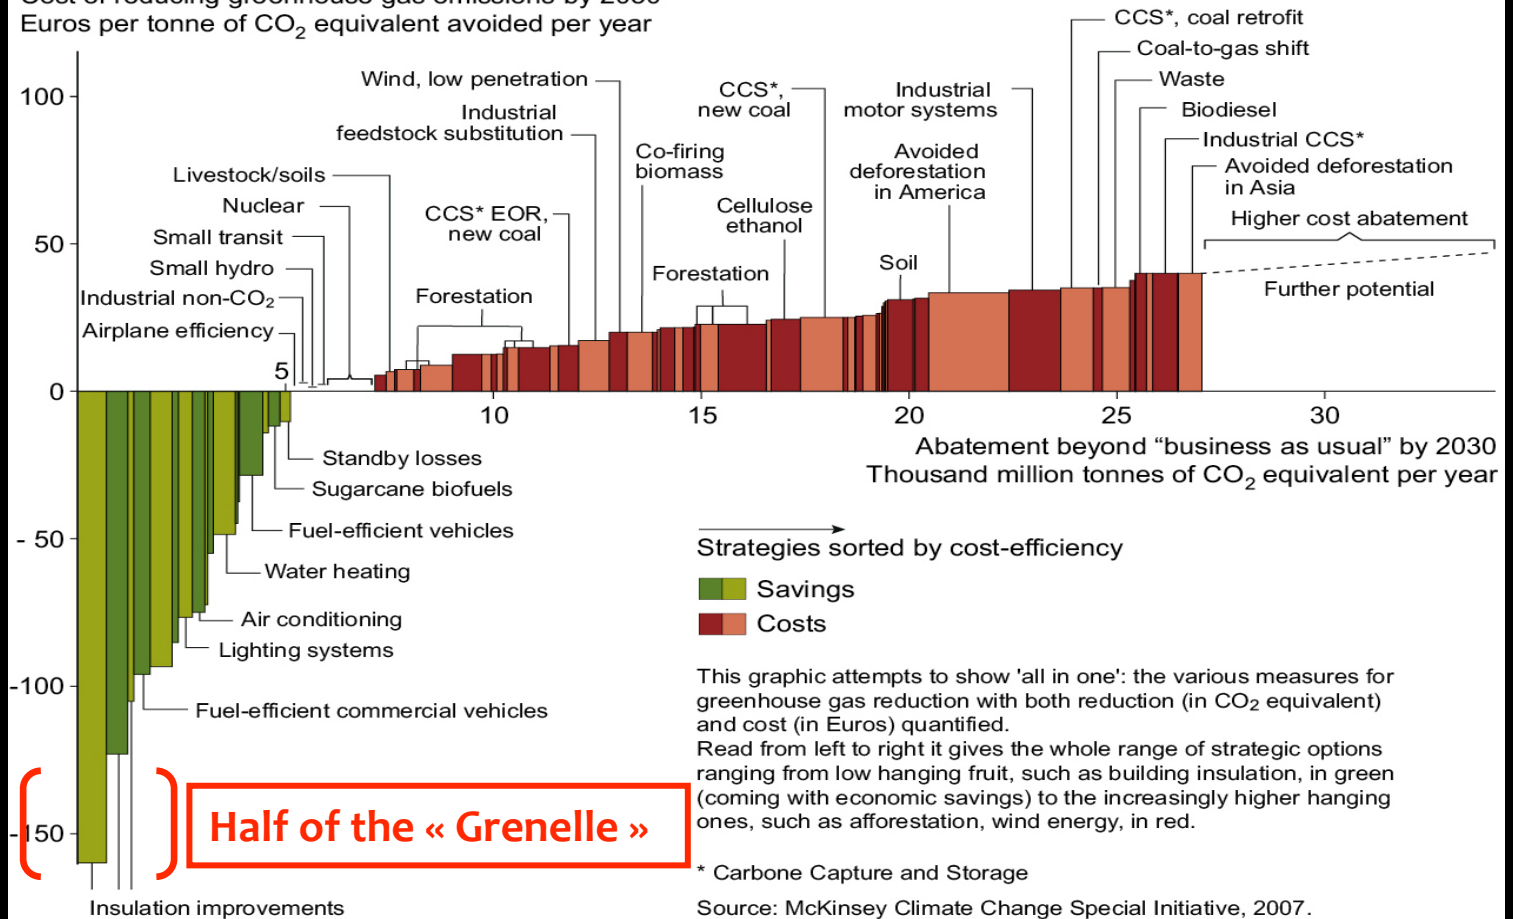 Cost of reducing greenhouse gas emissions by 2030
Euros per tonne of CO2 equivalent avoided per year
100
50
0
- 50
-100
-150
5
10
15
20
25
30
Wind, low penetration
Industrial
feedstock substitution
Livestock/soils
Nuclear
Small transit
Small hydro
Industrial non-CO2
Airplane efficiency
CCS* EOR,
new coal
Forestation
Co-firing
biomass
Forestation
CCS*,
new coal
Cellulose
ethanol
Industrial
motor systems
Avoided
deforestation
in America
Soil
CCS*, coal retrofit
Coal-to-gas shift
Waste
Biodiesel
Industrial CCS*
Avoided deforestation
in Asia
Higher cost abatement
Further potential
Abatement beyond “business as usual” by 2030
Thousand million tonnes of CO2 equivalent per year
Standby losses
Sugarcane biofuels
Fuel-efficient vehicles
Water heating
Air conditioning
Lighting systems
Fuel-efficient commercial vehicles
Insulation improvements
Half of the « Grenelle »
Strategies sorted by cost-efficiency
Savings
Costs
This graphic attempts to show 'all in one': the various measures for
greenhouse gas reduction with both reduction (in CO2 equivalent)
and cost (in Euros) quantified.
Read from left to right it gives the whole range of strategic options
ranging from low hanging fruit, such as building insulation, in green
(coming with economic savings) to the increasingly higher hanging
ones, such as afforestation, wind energy, in red.
* Carbone Capture and Storage
Source: McKinsey Climate Change Special Initiative, 2007.